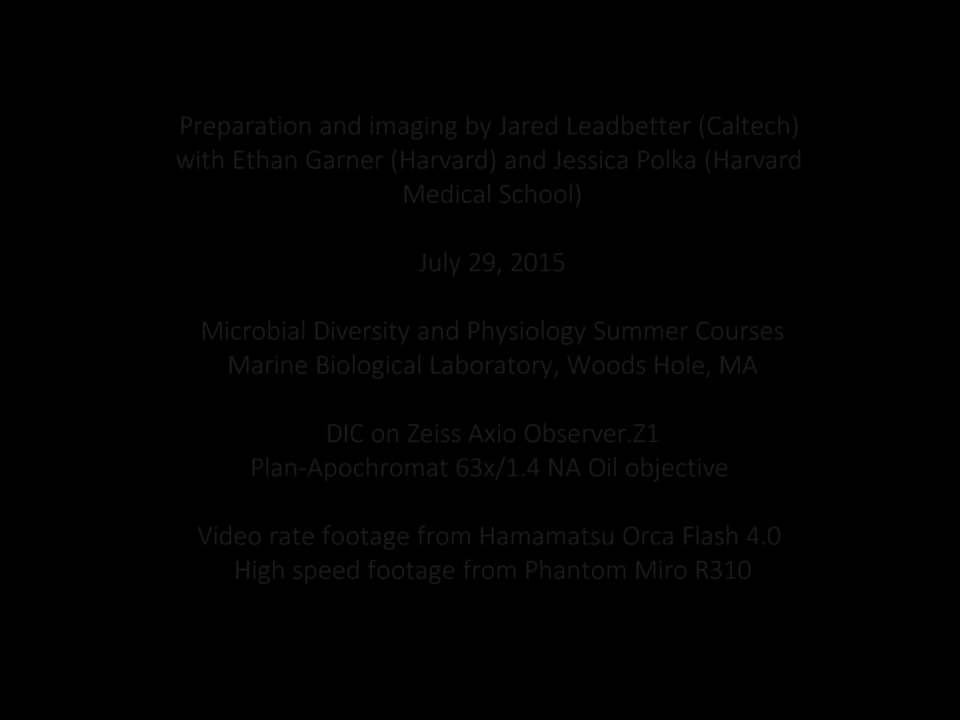 Preparation and imaging by Jared Leadbetter (Caltech)
with Ethan Garner (Harvard) and Jessica Polka (Harvard
Medical School)
July 29, 2015
Microbial Diversity and Physiology Summer Courses
Marine Biological Laboratory, Woods Hole, MA
DIC on Zeiss Axio Observer.Z1
Plan-Apochromat 63x/1.4 NA Oil objective
Video rate footage from Hamamatsu Orca Flash 4.0
High speed footage from Phantom Miro R310